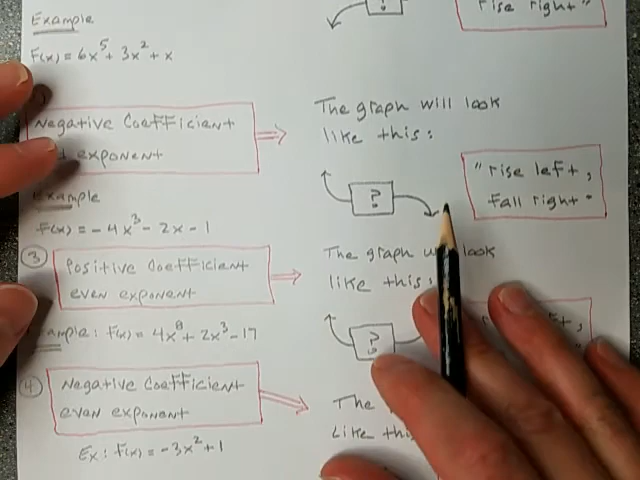 Example
F(x) = 6x⁵ + 3x² + x
rise right"
Negative Coefficient
exponent
The graph will look
like this:
?
"rise left,
Fall right"
Example
F(x) = -4x³ - 2x - 1
③ Positive Coefficient
even exponent
The graph look
like this:
?
Example: F(x) = 4x⁸ + 2x³ - 17
④ Negative Coefficient
even exponent
The
Like this
Ex: F(x) = -3x² + 1